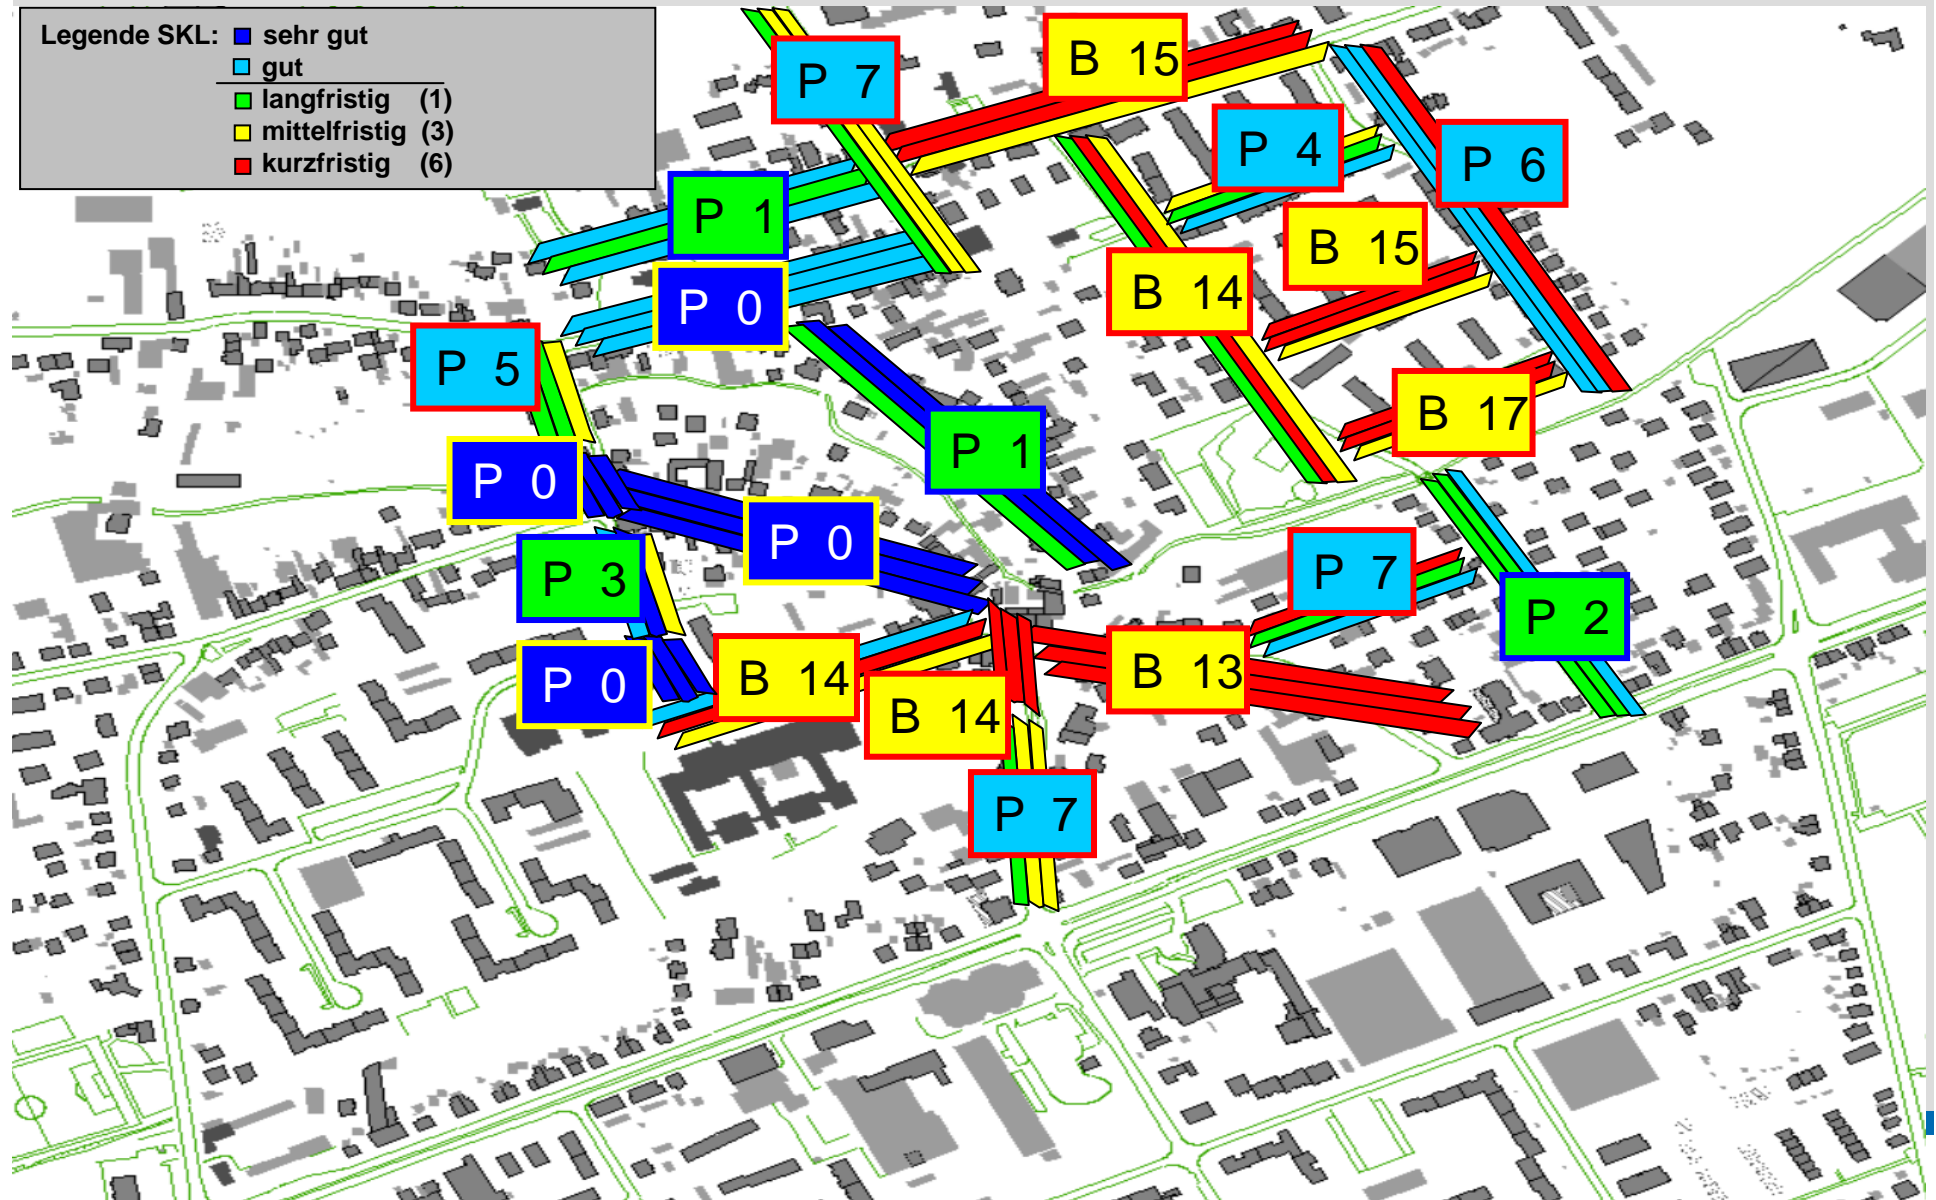 Legende SKL: sehr gut
gut
langfristig (1)
mittelfristig (3)
kurzfristig (6)
P 7
B 15
P 4
P 6
P 1
B 15
P 0
B 14
P 5
B 17
P 1
P 0
P 0
P 3
P 7
P 2
P 0
B 14
B 13
B 14
P 7